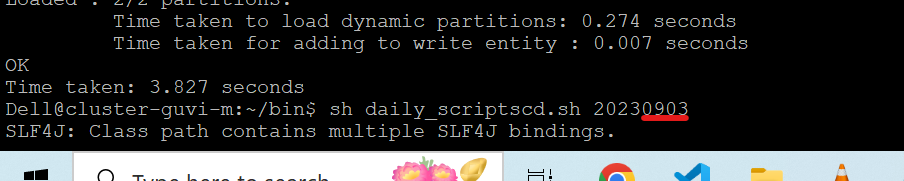 Loaded : 2/2 partitions.
Time taken to load dynamic partitions: 0.274 seconds
Time taken for adding to write entity : 0.007 seconds
OK
Time taken: 3.827 seconds
Dell@cluster-guvi-m:~/bin$ sh daily_scriptscd.sh 20230903
SLF4J: Class path contains multiple SLF4J bindings.
Type here to search